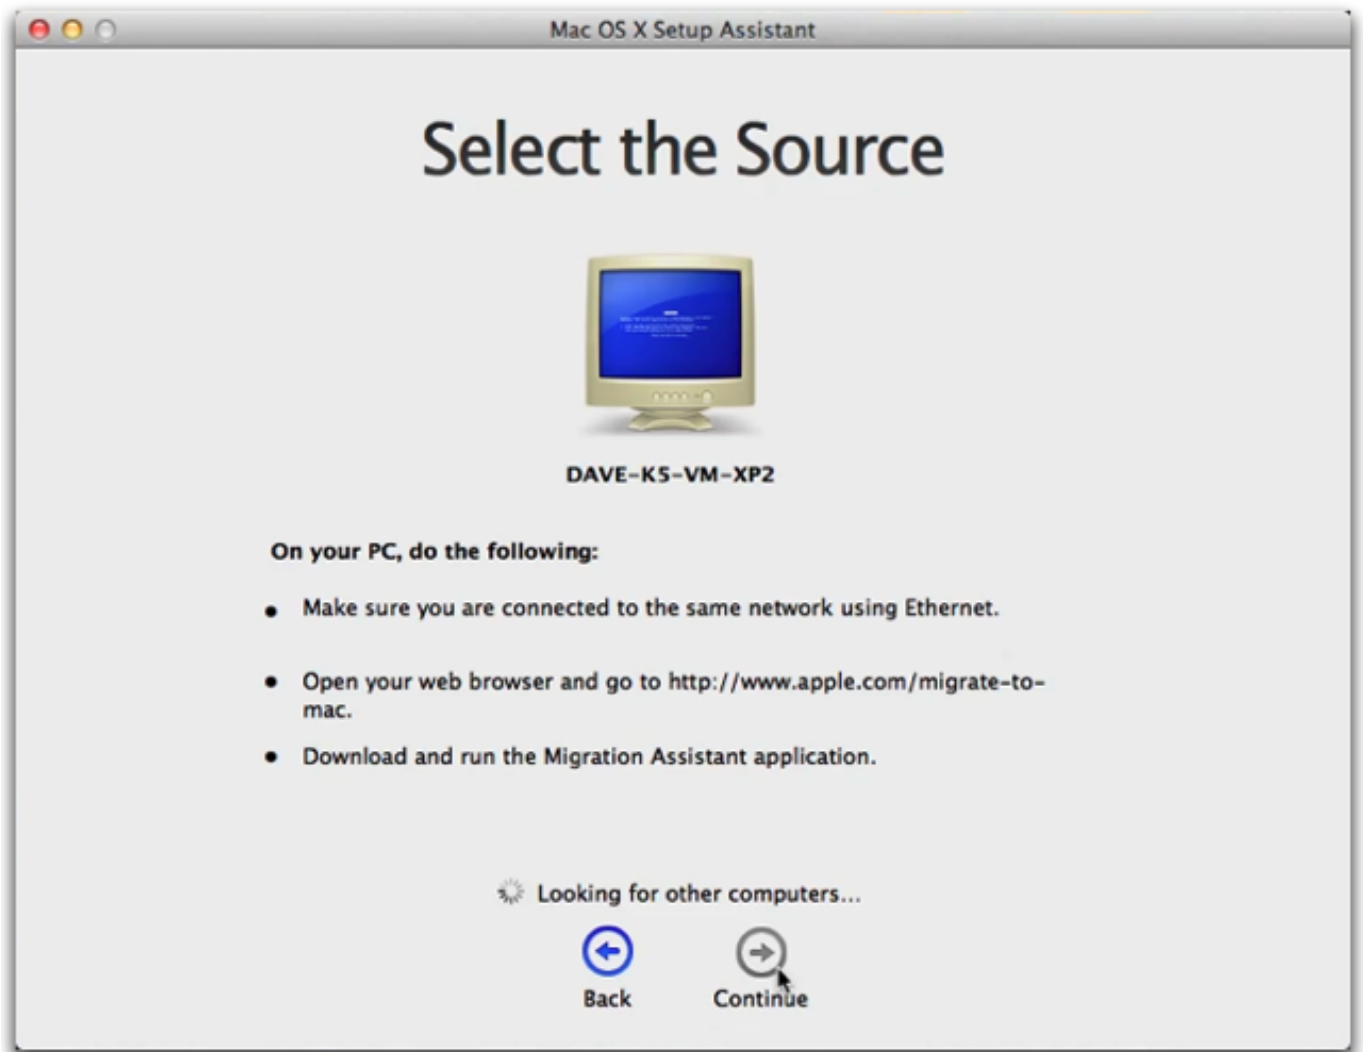 Mac OS X Setup Assistant
Select the Source
DAVE-K5-VM-XP2
On your PC, do the following:
• Make sure you are connected to the same network using Ethernet.
• Open your web browser and go to http://www.apple.com/migrate-to-
mac.
• Download and run the Migration Assistant application.
Looking for other computers...
Back Continue